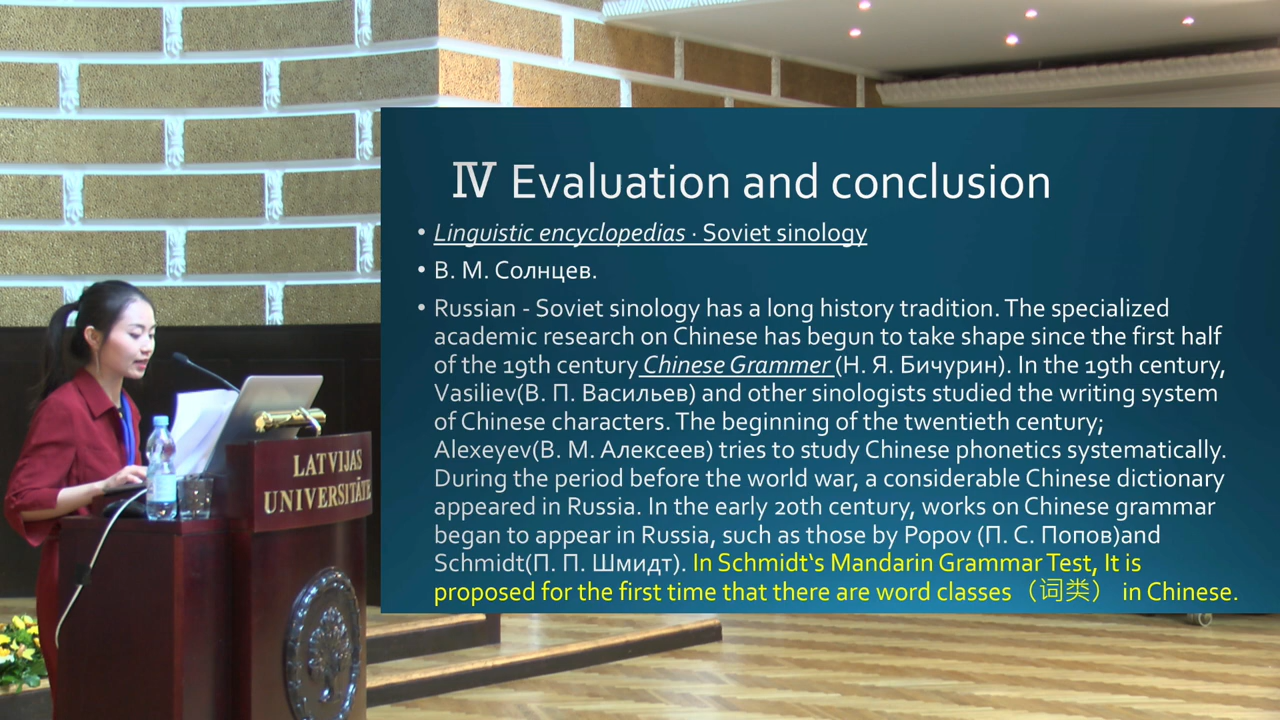 Ⅳ Evaluation and conclusion
• Linguistic encyclopedias · Soviet sinology
• В. М. Солнцев.
• Russian - Soviet sinology has a long history tradition. The specialized
academic research on Chinese has begun to take shape since the first half
of the 19th century Chinese Grammer (Н. Я. Бичурин). In the 19th century,
Vasiliev(В. П. Васильев) and other sinologists studied the writing system
of Chinese characters. The beginning of the twentieth century;
Alexeyev(В. М. Алексеев) tries to study Chinese phonetics systematically.
During the period before the world war, a considerable Chinese dictionary
appeared in Russia. In the early 20th century, works on Chinese grammar
began to appear in Russia, such as those by Popov (П. С. Попов)and
Schmidt(П. П. Шмидт). In Schmidt‘s Mandarin Grammar Test, It is
proposed for the first time that there are word classes（词类） in Chinese.
LATVIJAS
UNIVERSITĀTE